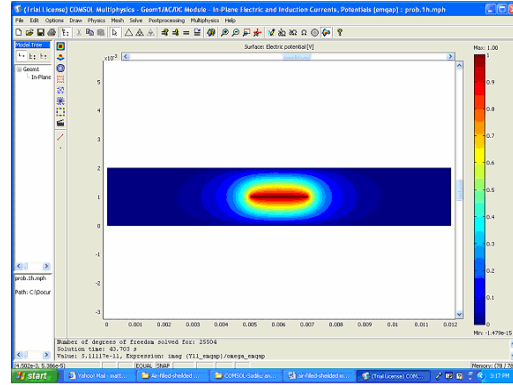 (Trial License) COMSOL Multiphysics - Geom1/AC/DC Module - In-Plane Electric and Induction Currents, Potentials (emqap) : prob.1h.mph
File Edit Options Draw Physics Mesh Solve Postprocessing Multiphysics Help
Model Tree
Surface: Electric potential [V]
Max: 1.00
Geom1
In-Plane
5
4
3
2
1
0
-1
-2
-3
0 0.001 0.002 0.003 0.004 0.005 0.006 0.007 0.008 0.009 0.01 0.011 0.012
1
0.9
0.8
0.7
0.6
0.5
0.4
0.3
0.2
0.1
0
prob.1h.mph
Path: C:\Docur
Number of degrees of freedom solved for: 25504
Solution time: 43.703 s
Value: 5.11117e-11, Expression: imag (Y11_emqap)/omega_emqap
EQUAL SNAP
start
Yahoo! Mail - matt...
Air-filled-shielded ...
COMSOL-Sadiku an...
air-filled-shielded w...
(Trial License) COM...
3:17 PM